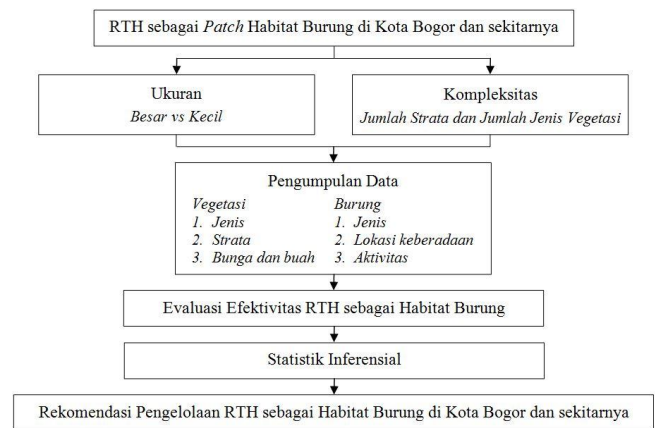 RTH sebagai Patch Habitat Burung di Kota Bogor dan sekitarnya
Ukuran
Besar vs Kecil
Kompleksitas
Jumlah Strata dan Jumlah Jenis Vegetasi
Pengumpulan Data
Vegetasi
1. Jenis
2. Strata
3. Bunga dan buah
Burung
1. Jenis
2. Lokasi keberadaan
3. Aktivitas
Evaluasi Efektivitas RTH sebagai Habitat Burung
Statistik Inferensial
Rekomendasi Pengelolaan RTH sebagai Habitat Burung di Kota Bogor dan sekitarnya